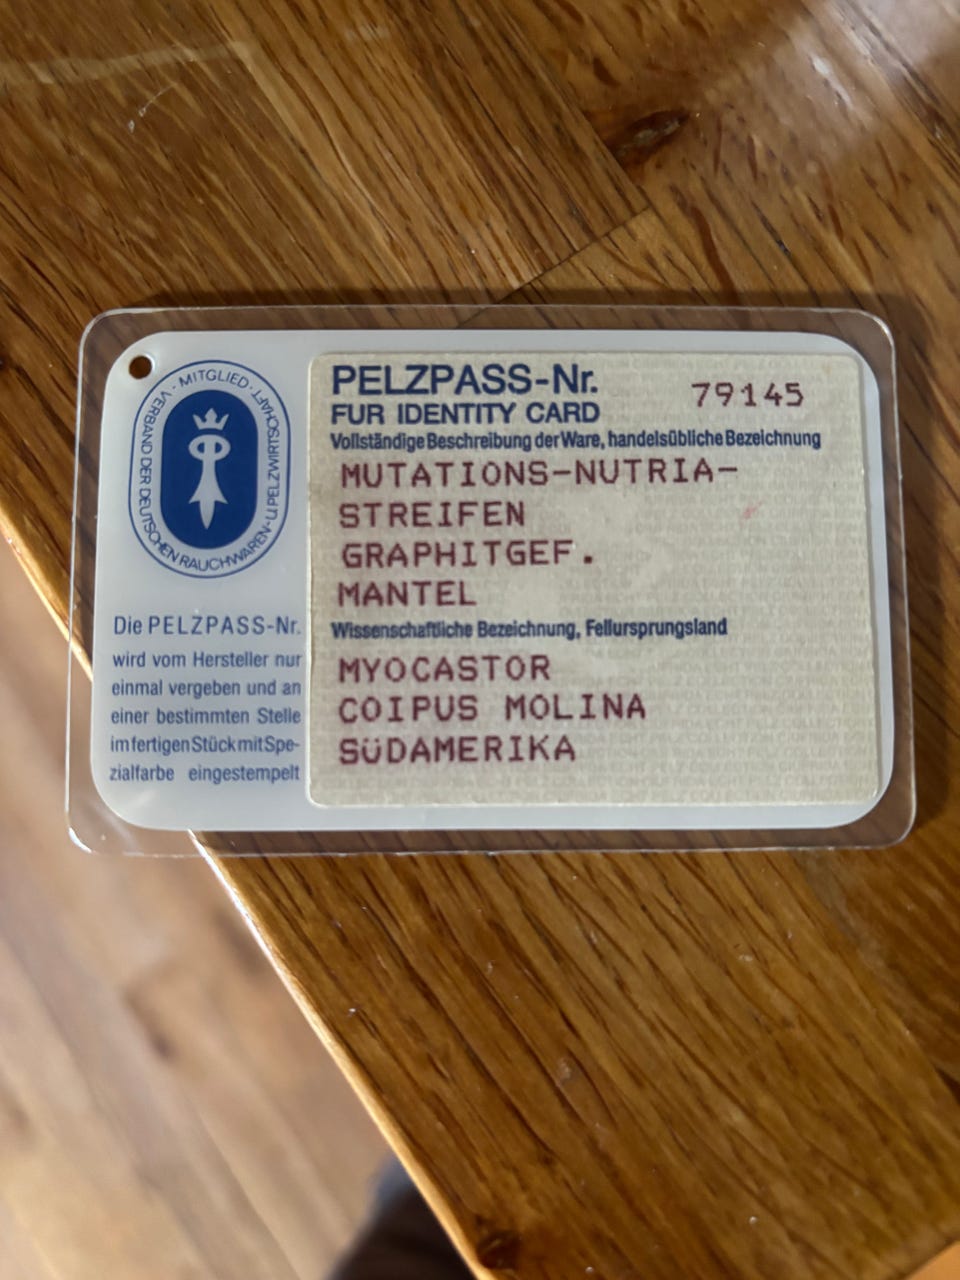 · MITGLIED · VERBAND DER DEUTSCHEN RAUCHWAREN-U. PELZWIRTSCHAFT
Die PELZPASS-Nr.
wird vom Hersteller nur
einmal vergeben und an
einer bestimmten Stelle
im fertigen Stück mit Spe-
zialfarbe eingestempelt
PELZPASS-Nr. 79145
FUR IDENTITY CARD
Vollständige Beschreibung der Ware, handelsübliche Bezeichnung
MUTATIONS-NUTRIA-
STREIFEN
GRAPHITGEF.
MANTEL
Wissenschaftliche Bezeichnung, Fellursprungsland
MYOCASTOR
COIPUS MOLINA
SÜDAMERIKA